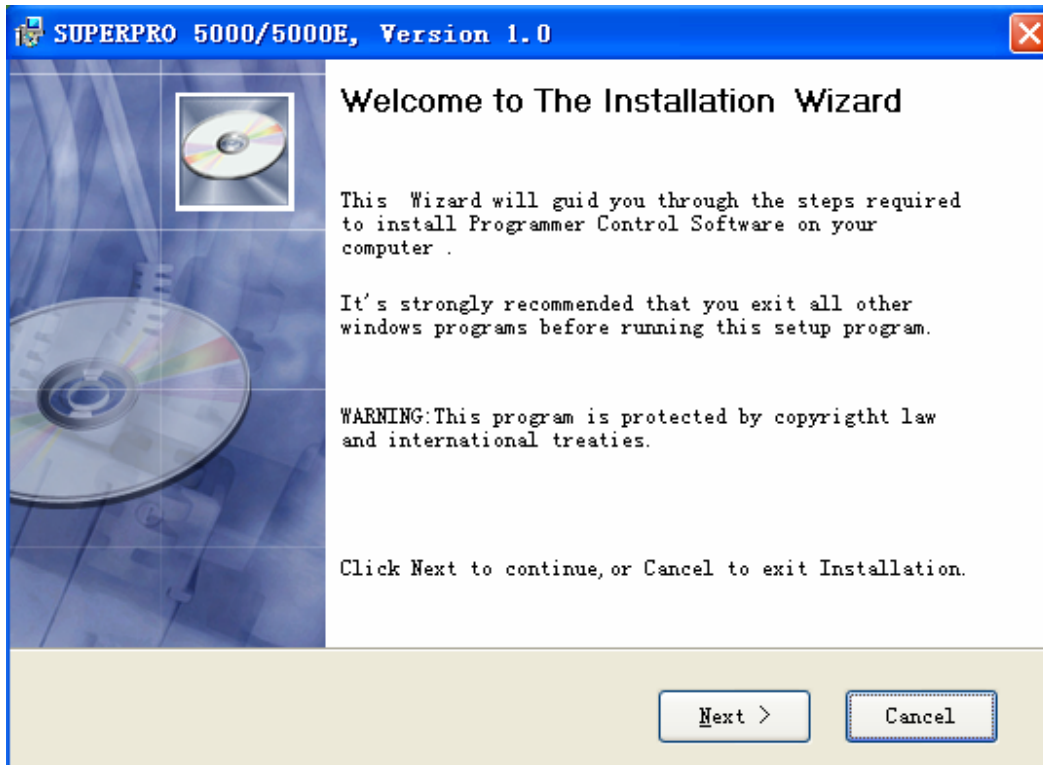 SUPERPRO 5000/5000E, Version 1.0
Welcome to The Installation Wizard
This Wizard will guid you through the steps required
to install Programmer Control Software on your
computer .
It's strongly recommended that you exit all other
windows programs before running this setup program.
WARNING:This program is protected by copyrigtht law
and international treaties.
Click Next to continue,or Cancel to exit Installation.
Next >
Cancel